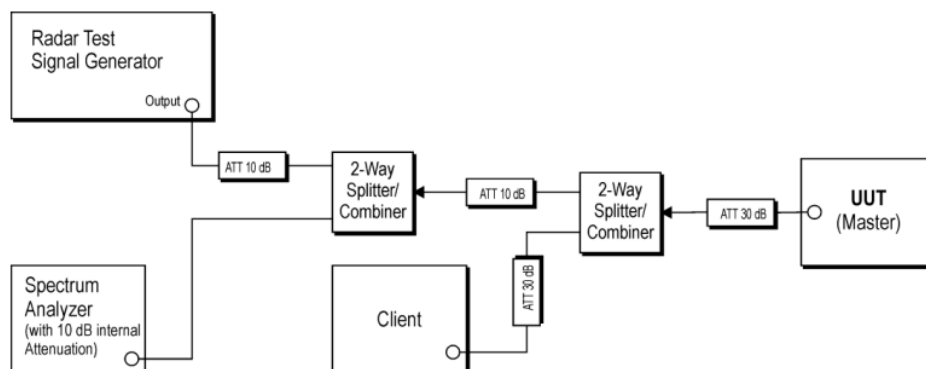 Radar Test
Signal Generator
Output
ATT 10 dB
2-Way
Splitter/
Combiner
ATT 10 dB
2-Way
Splitter/
Combiner
ATT 30 dB
UUT
(Master)
Spectrum
Analyzer
(with 10 dB internal
Attenuation)
Client
ATT 30 dB